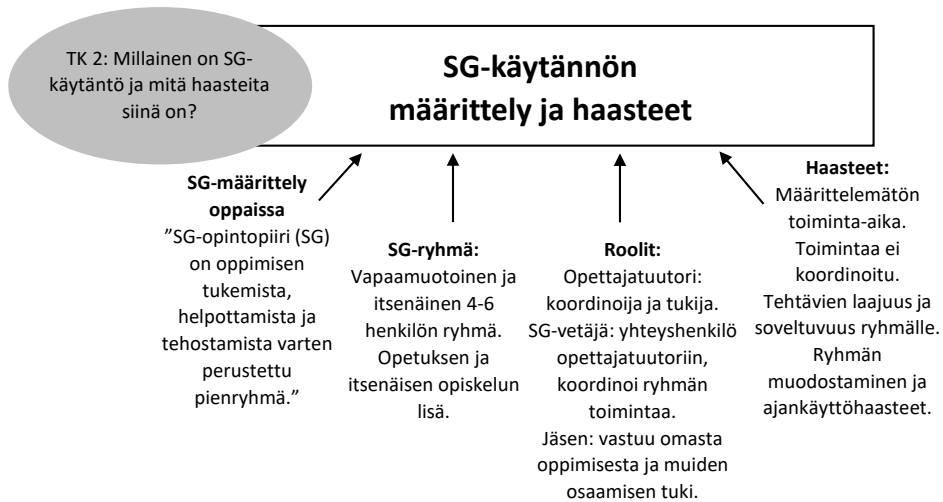 TK 2: Millainen on SG-
käytäntö ja mitä haasteita
siinä on?
SG-käytännön
määrittely ja haasteet
SG-määrittely
oppaissa
”SG-opintopiiri (SG)
on oppimisen
tukemista,
helpottamista ja
tehostamista varten
perustettu
pienryhmä.”
SG-ryhmä:
Vapaamuotoinen ja
itsenäinen 4-6
henkilön ryhmä.
Opetuksen ja
itsenäisen opiskelun
lisä.
Roolit:
Opettajatuutori:
koordinoija ja tukija.
SG-vetäjä: yhteyshenkilö
opettajatuutoriin,
koordinoi ryhmän
toimintaa.
Jäsen: vastuu omasta
oppimisesta ja muiden
osaamisen tuki.
Haasteet:
Määrittelemätön
toiminta-aika.
Toimintaa ei
koordinoitu.
Tehtävien laajuus ja
soveltuvuus ryhmälle.
Ryhmän
muodostaminen ja
ajankäyttöhaasteet.